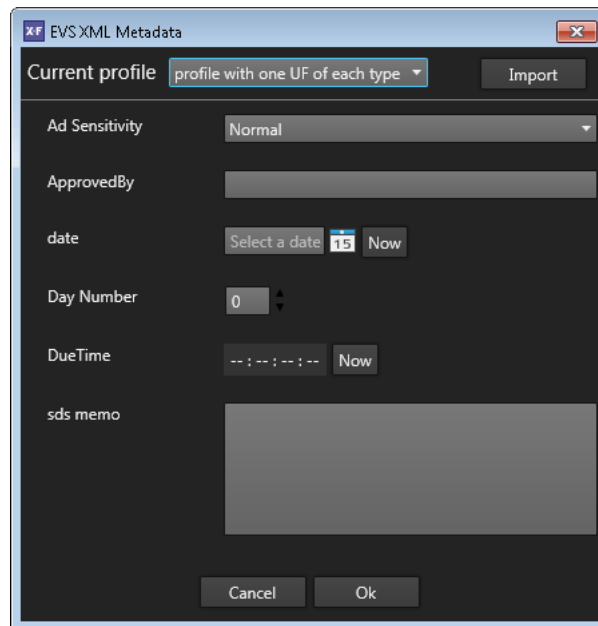 X·F EVS XML Metadata
Current profile profile with one UF of each type Import
Ad Sensitivity Normal
ApprovedBy
date Select a date 15 Now
Day Number 0
DueTime --:--:--:-- Now
sds memo
Cancel Ok